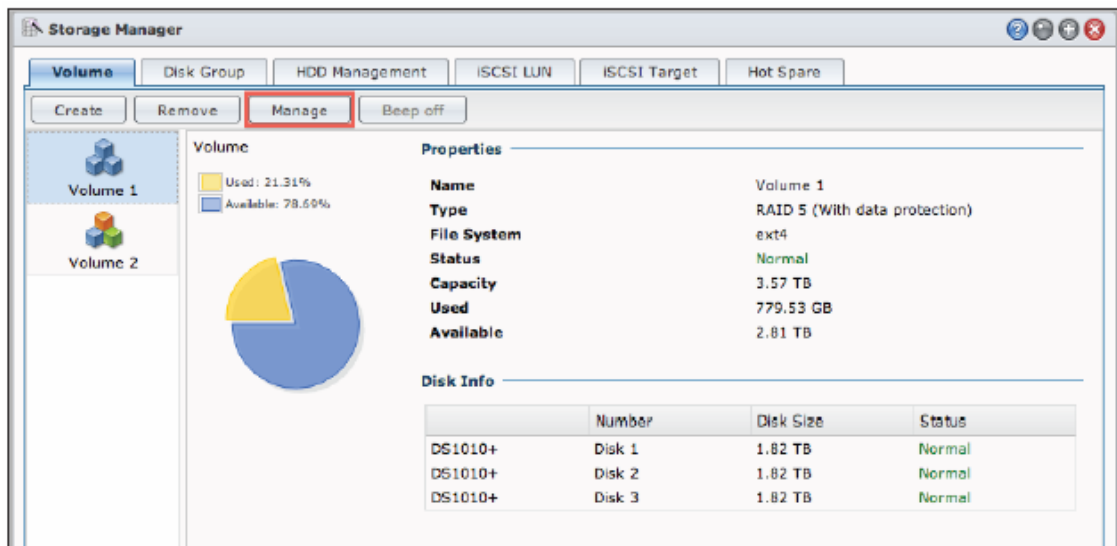 Storage Manager
Volume Disk Group HDD Management iSCSI LUN iSCSI Target Hot Spare
Create Remove Manage Beep off
Volume 1
Volume 2
Volume
Used: 21.31%
Available: 78.69%
Properties
Name Volume 1
Type RAID 5 (With data protection)
File System ext4
Status Normal
Capacity 3.57 TB
Used 779.53 GB
Available 2.81 TB
Disk Info
Number Disk Size Status
DS1010+ Disk 1 1.82 TB Normal
DS1010+ Disk 2 1.82 TB Normal
DS1010+ Disk 3 1.82 TB Normal